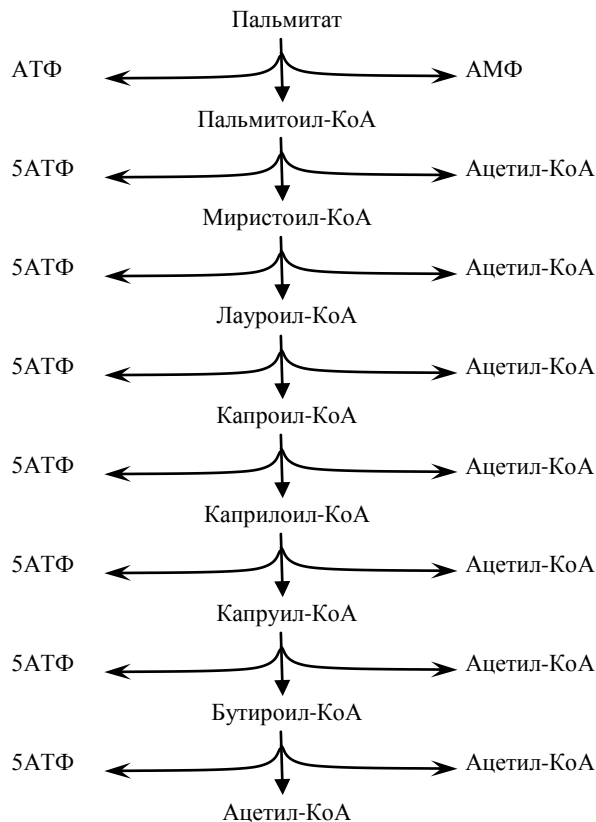 Пальмитат
АТФ АМФ
Пальмитоил-КоА
5АТФ Ацетил-КоА
Миристоил-КоА
5АТФ Ацетил-КоА
Лауроил-КоА
5АТФ Ацетил-КоА
Капроил-КоА
5АТФ Ацетил-КоА
Каприлоил-КоА
5АТФ Ацетил-КоА
Капруил-КоА
5АТФ Ацетил-КоА
Бутироил-КоА
5АТФ Ацетил-КоА
Ацетил-КоА